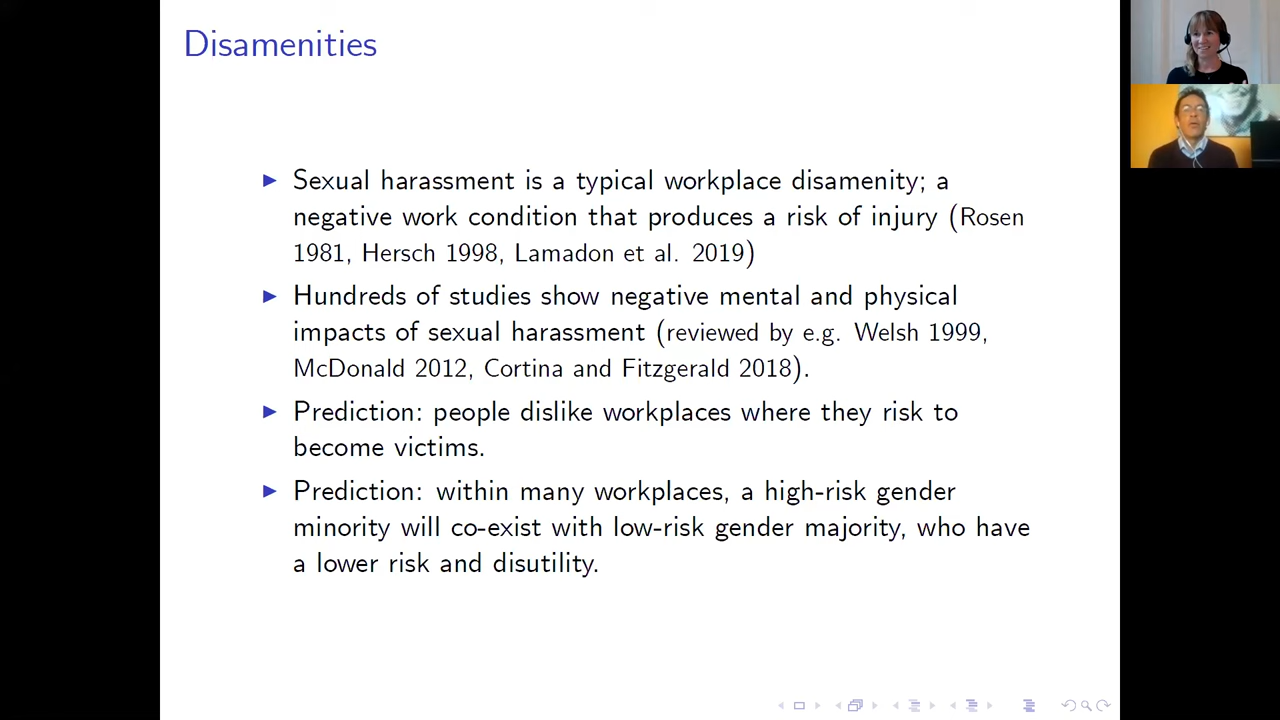 Disamenities
Sexual harassment is a typical workplace disamenity; a
negative work condition that produces a risk of injury (Rosen
1981, Hersch 1998, Lamadon et al. 2019)
Hundreds of studies show negative mental and physical
impacts of sexual harassment (reviewed by e.g. Welsh 1999,
McDonald 2012, Cortina and Fitzgerald 2018).
Prediction: people dislike workplaces where they risk to
become victims.
Prediction: within many workplaces, a high-risk gender
minority will co-exist with low-risk gender majority, who have
a lower risk and disutility.